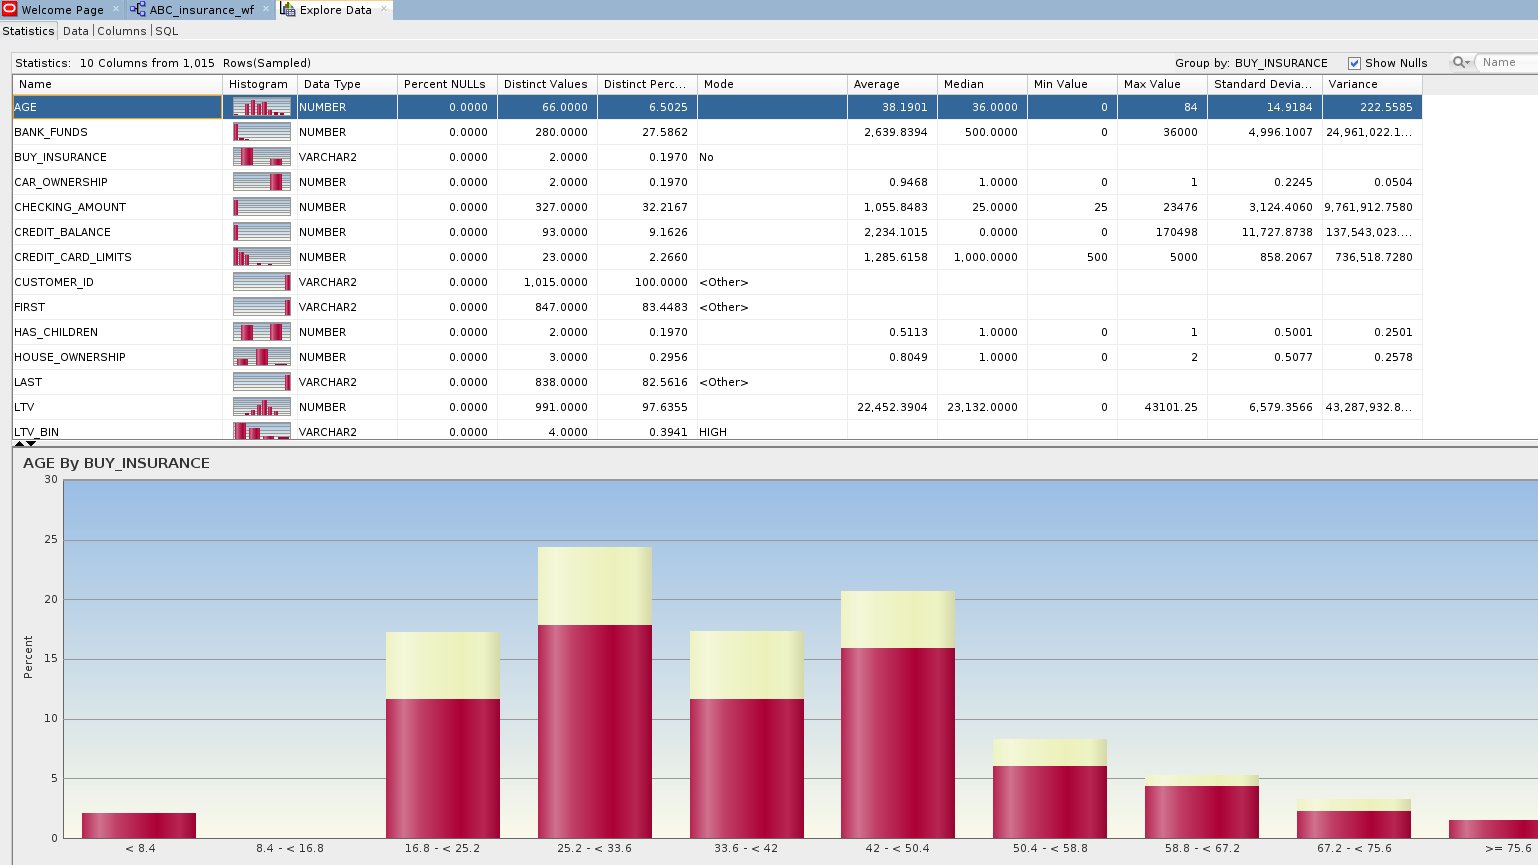 Welcome Page ABC_insurance_wf Explore Data
Statistics Data Columns SQL
Statistics: 10 Columns from 1,015 Rows(Sampled) Group by: BUY_INSURANCE Show Nulls Name
Name Histogram Data Type Percent NULLs Distinct Values Distinct Perc... Mode Average Median Min Value Max Value Standard Devia... Variance
AGE NUMBER 0.0000 66.0000 6.5025 38.1901 36.0000 0 84 14.9184 222.5585
BANK_FUNDS NUMBER 0.0000 280.0000 27.5862 2,639.8394 500.0000 0 36000 4,996.1007 24,961,022.1...
BUY_INSURANCE VARCHAR2 0.0000 2.0000 0.1970 No
CAR_OWNERSHIP NUMBER 0.0000 2.0000 0.1970 0.9468 1.0000 0 1 0.2245 0.0504
CHECKING_AMOUNT NUMBER 0.0000 327.0000 32.2167 1,055.8483 25.0000 25 23476 3,124.4060 9,761,912.7580
CREDIT_BALANCE NUMBER 0.0000 93.0000 9.1626 2,234.1015 0.0000 0 170498 11,727.8738 137,543,023....
CREDIT_CARD_LIMITS NUMBER 0.0000 23.0000 2.2660 1,285.6158 1,000.0000 500 5000 858.2067 736,518.7280
CUSTOMER_ID VARCHAR2 0.0000 1,015.0000 100.0000 <Other>
FIRST VARCHAR2 0.0000 847.0000 83.4483 <Other>
HAS_CHILDREN NUMBER 0.0000 2.0000 0.1970 0.5113 1.0000 0 1 0.5001 0.2501
HOUSE_OWNERSHIP NUMBER 0.0000 3.0000 0.2956 0.8049 1.0000 0 2 0.5077 0.2578
LAST VARCHAR2 0.0000 838.0000 82.5616 <Other>
LTV NUMBER 0.0000 991.0000 97.6355 22,452.3904 23,132.0000 0 43101.25 6,579.3566 43,287,932.8...
LTV_BIN VARCHAR2 0.0000 4.0000 0.3941 HIGH
AGE By BUY_INSURANCE
30
25
20
15
10
5
0
Percent
< 8.4 8.4 - < 16.8 16.8 - < 25.2 25.2 - < 33.6 33.6 - < 42 42 - < 50.4 50.4 - < 58.8 58.8 - < 67.2 67.2 - < 75.6 >= 75.6